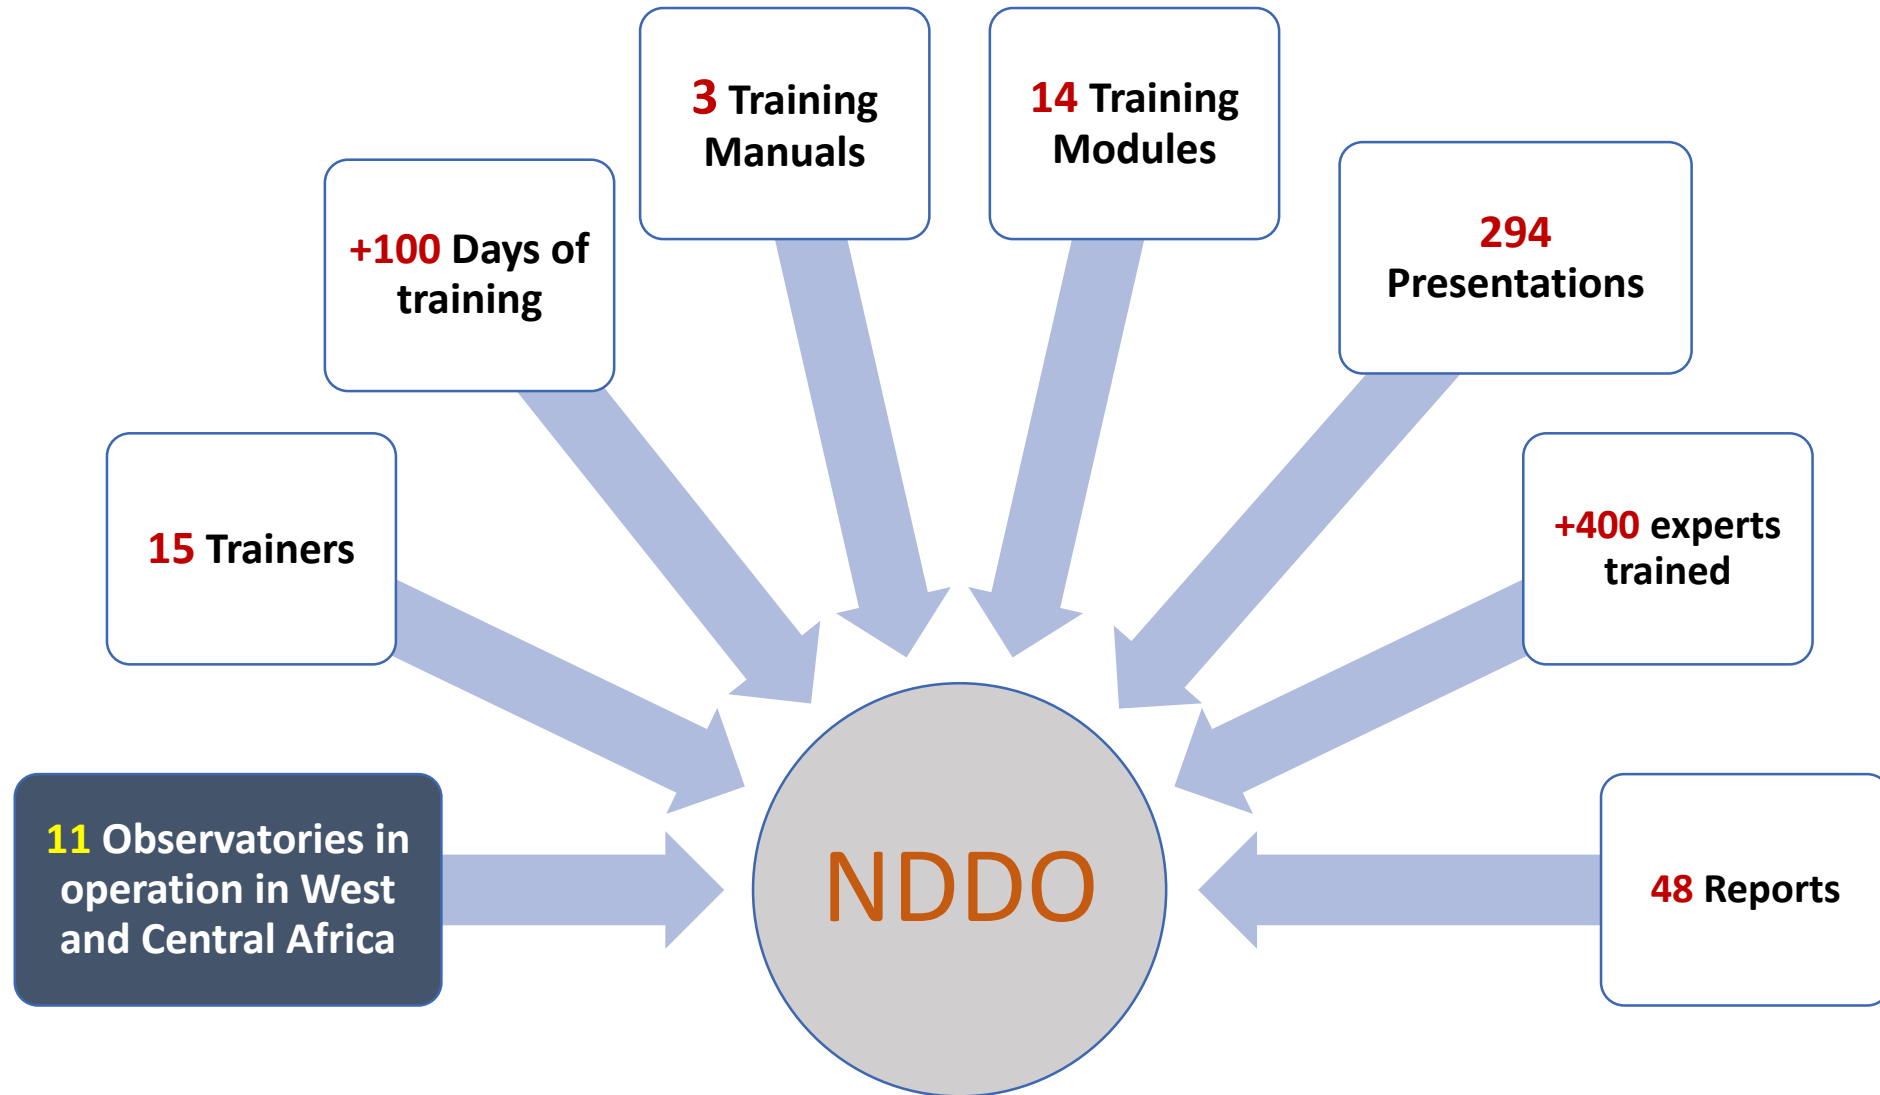 3 Training
Manuals
14 Training
Modules
+100 Days of
training
294
Presentations
15 Trainers
+400 experts
trained
11 Observatories in
operation in West
and Central Africa
NDDO
48 Reports